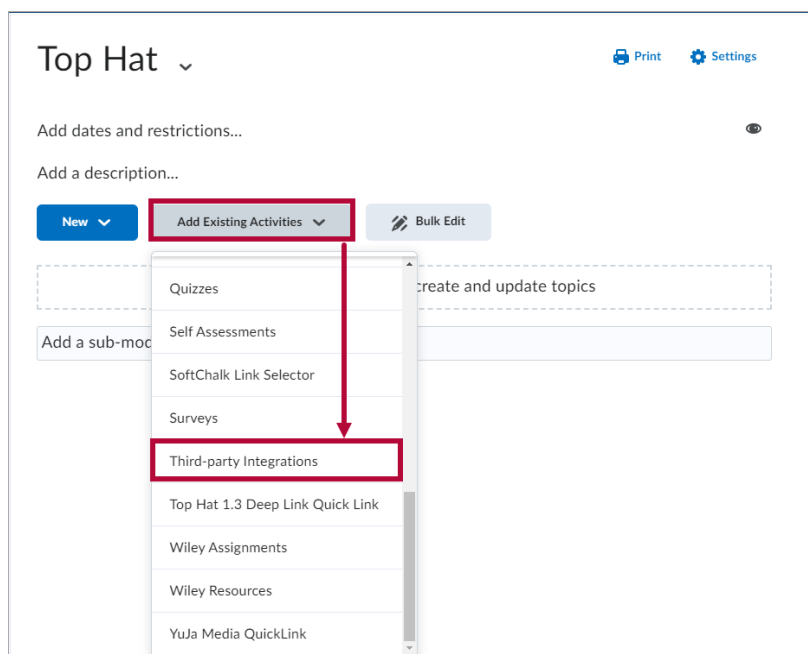 Top Hat
Print
Settings
Add dates and restrictions...
Add a description...
New
Add Existing Activities
Bulk Edit
create and update topics
Add a sub-mod
Quizzes
Self Assessments
SoftChalk Link Selector
Surveys
Third-party Integrations
Top Hat 1.3 Deep Link Quick Link
Wiley Assignments
Wiley Resources
YuJa Media QuickLink